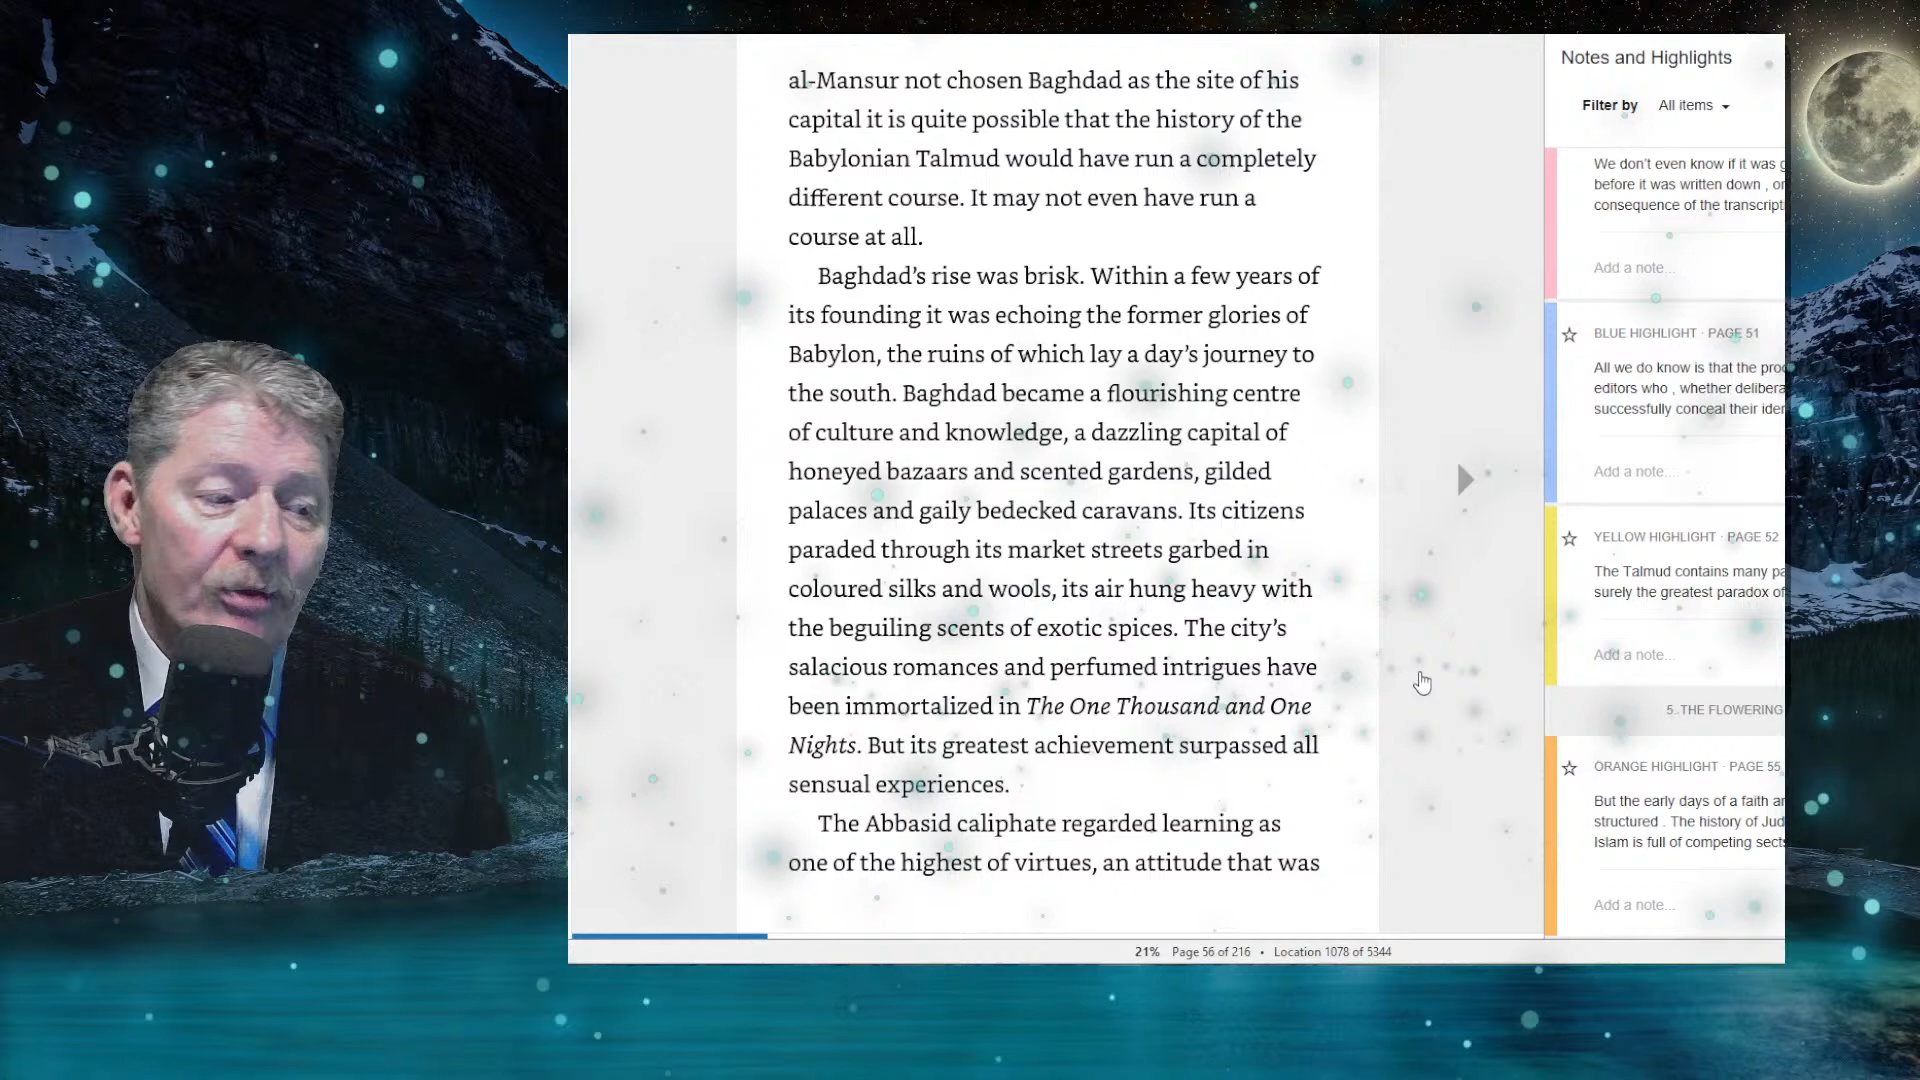 al-Mansur not chosen Baghdad as the site of his
capital it is quite possible that the history of the
Babylonian Talmud would have run a completely
different course. It may not even have run a
course at all.
Baghdad’s rise was brisk. Within a few years of
its founding it was echoing the former glories of
Babylon, the ruins of which lay a day’s journey to
the south. Baghdad became a flourishing centre
of culture and knowledge, a dazzling capital of
honeyed bazaars and scented gardens, gilded
palaces and gaily bedecked caravans. Its citizens
paraded through its market streets garbed in
coloured silks and wools, its air hung heavy with
the beguiling scents of exotic spices. The city’s
salacious romances and perfumed intrigues have
been immortalized in The One Thousand and One
Nights. But its greatest achievement surpassed all
sensual experiences.
The Abbasid caliphate regarded learning as
one of the highest of virtues, an attitude that was
21% Page 56 of 216 • Location 1078 of 5344
Notes and Highlights
Filter by All items
We don’t even know if it was
before it was written down ,
consequence of the
Add a note...
BLUE HIGHLIGHT · PAGE 51
All we do know is that the
editors who , whether
successfully conceal their
Add a note...
YELLOW HIGHLIGHT · PAGE 52
The Talmud contains many
surely the greatest paradox
Add a note...
5. THE FLOWERING
ORANGE HIGHLIGHT · PAGE 55
But the early days of a faith
structured . The history of
Islam is full of competing sects
Add a note...